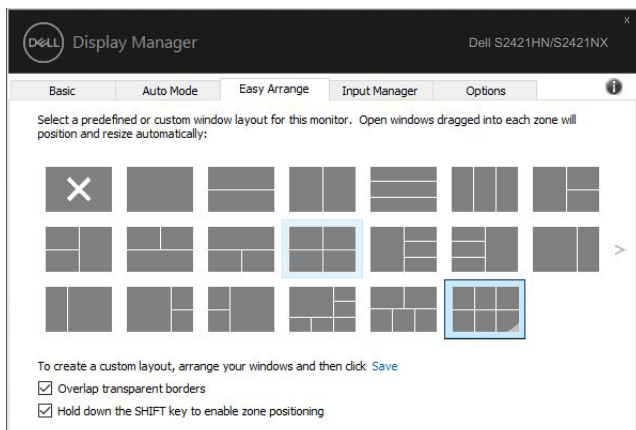 DELL Display Manager Dell S2421HN/S2421NX x
Basic Auto Mode Easy Arrange Input Manager Options i
Select a predefined or custom window layout for this monitor. Open windows dragged into each zone will
position and resize automatically:
>
To create a custom layout, arrange your windows and then click Save
Overlap transparent borders
Hold down the SHIFT key to enable zone positioning